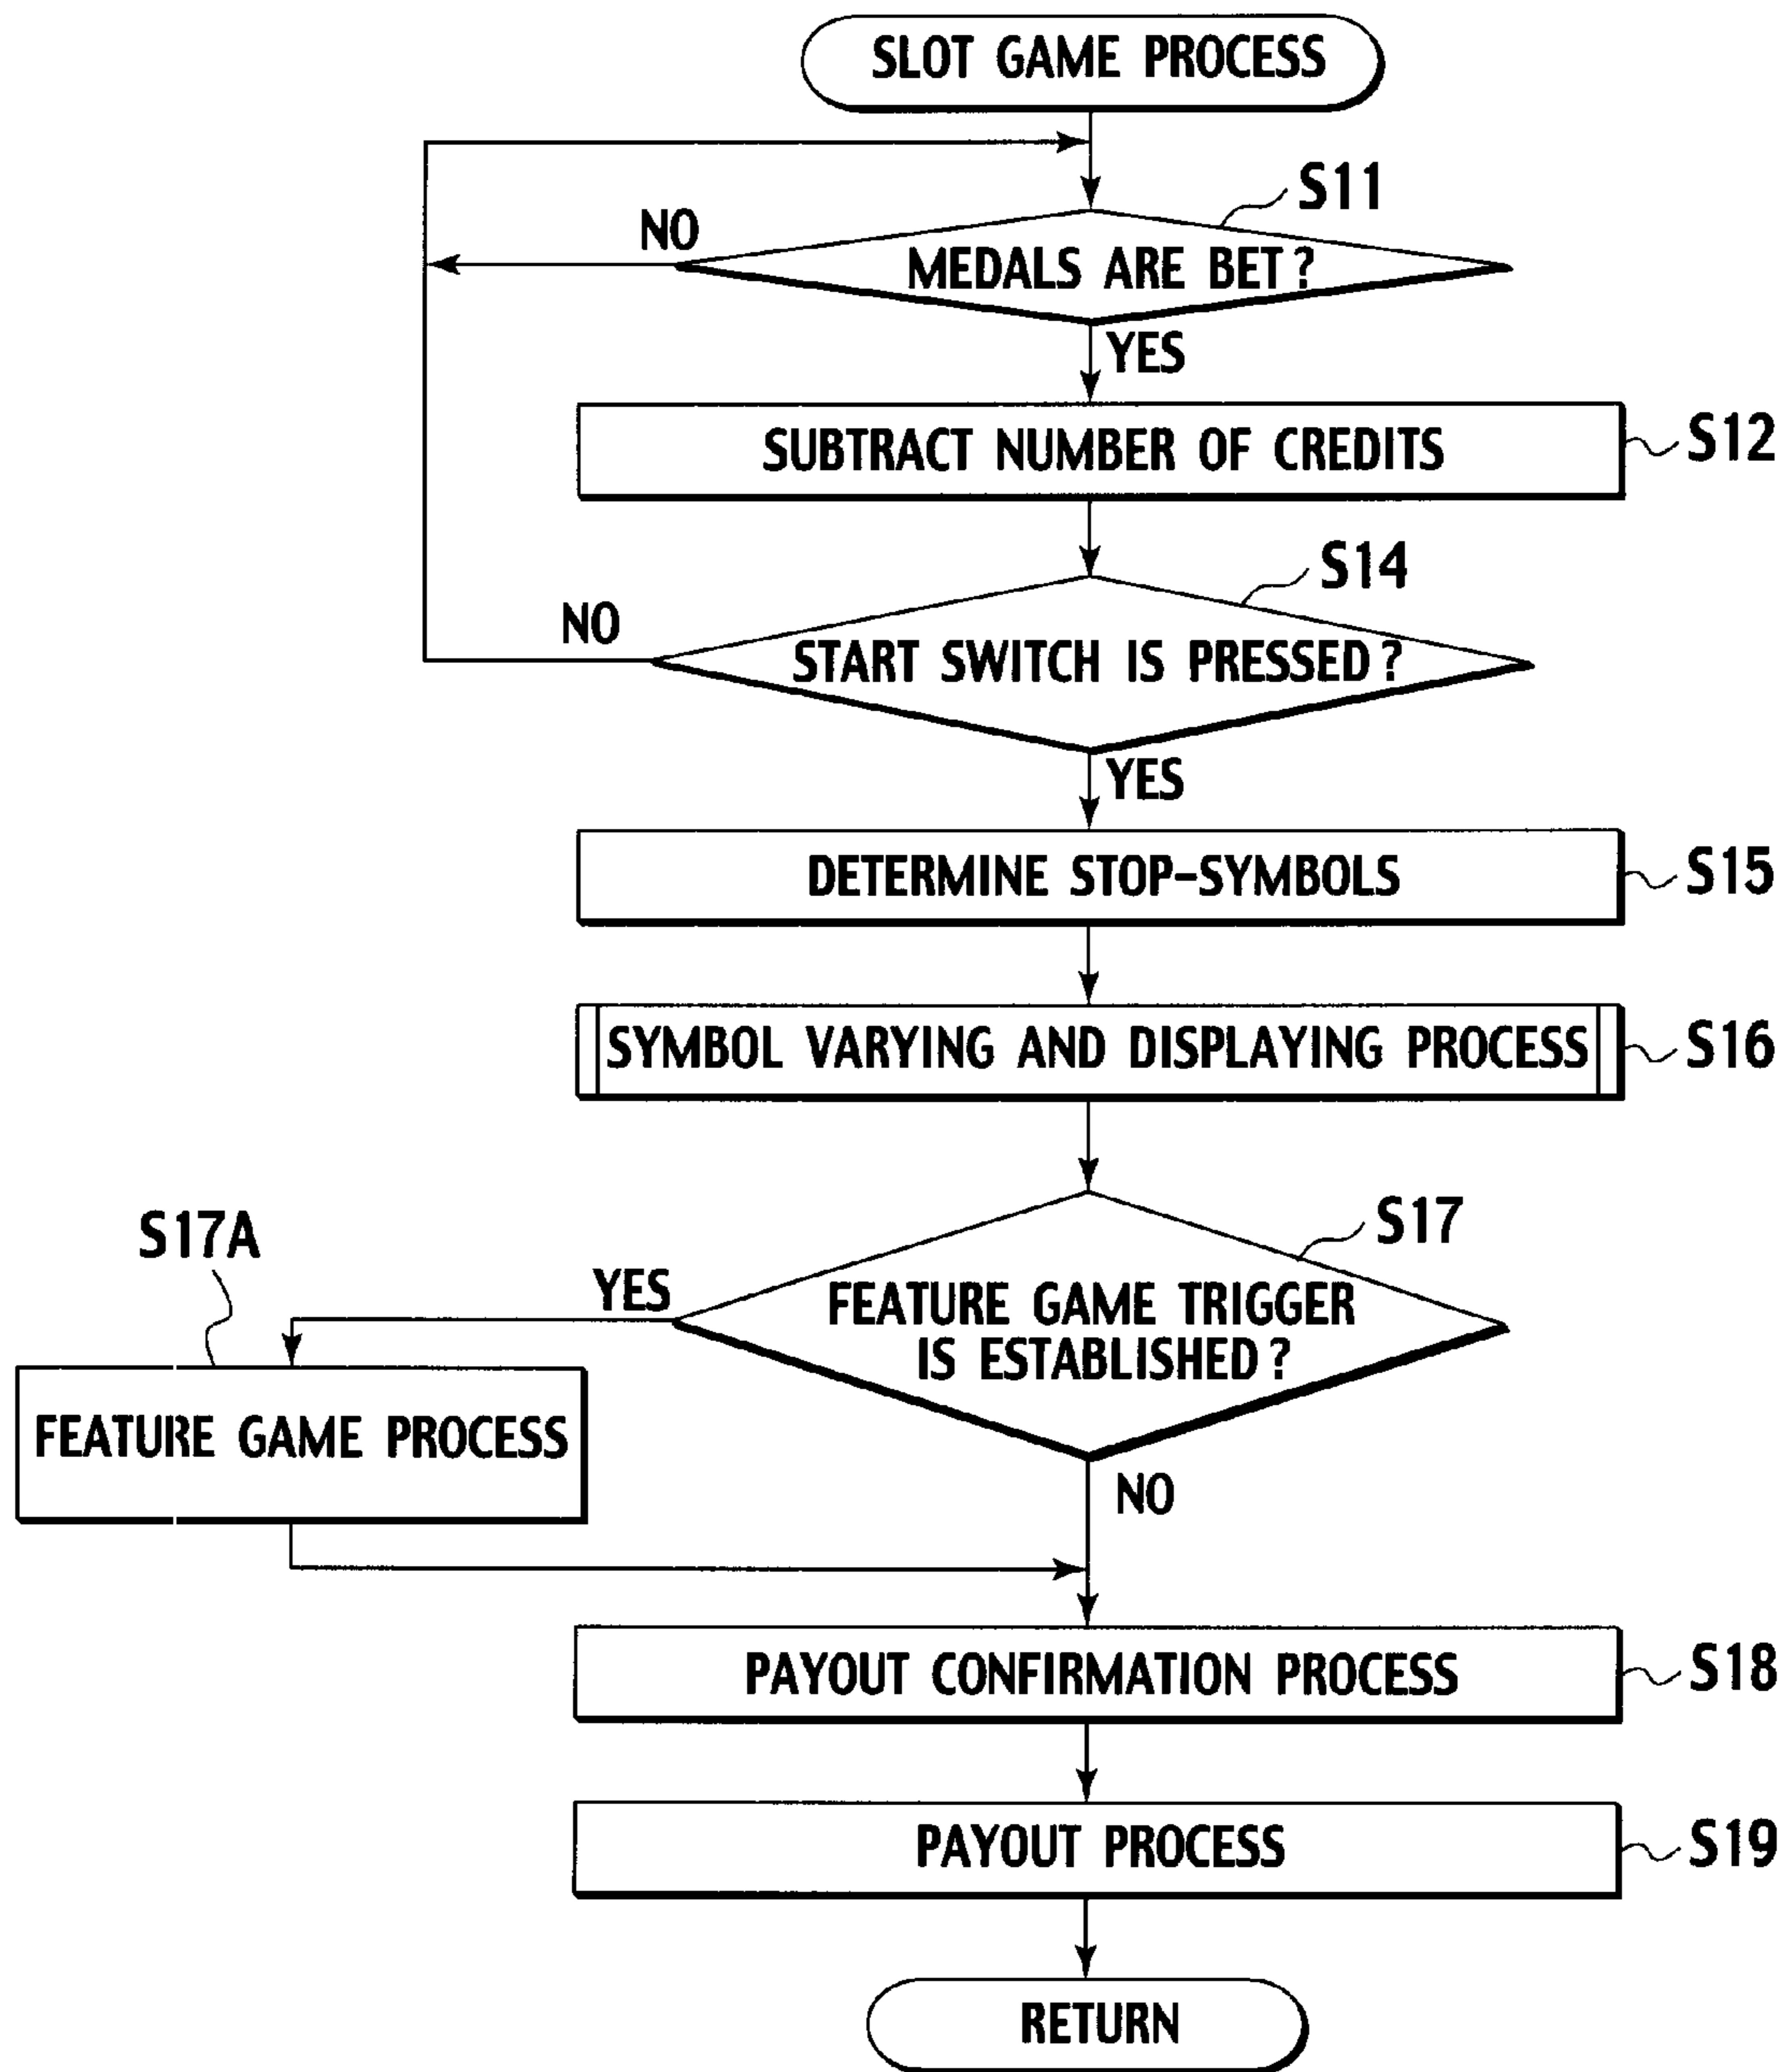 SLOT GAME PROCESS
S11
NO
MEDALS ARE BET?
YES
SUBTRACT NUMBER OF CREDITS
S12
S14
NO
START SWITCH IS PRESSED?
YES
DETERMINE STOP-SYMBOLS
S15
SYMBOL VARYING AND DISPLAYING PROCESS
S16
S17A
S17
YES
FEATURE GAME TRIGGER
IS ESTABLISHED?
FEATURE GAME PROCESS
NO
PAYOUT CONFIRMATION PROCESS
S18
PAYOUT PROCESS
S19
RETURN